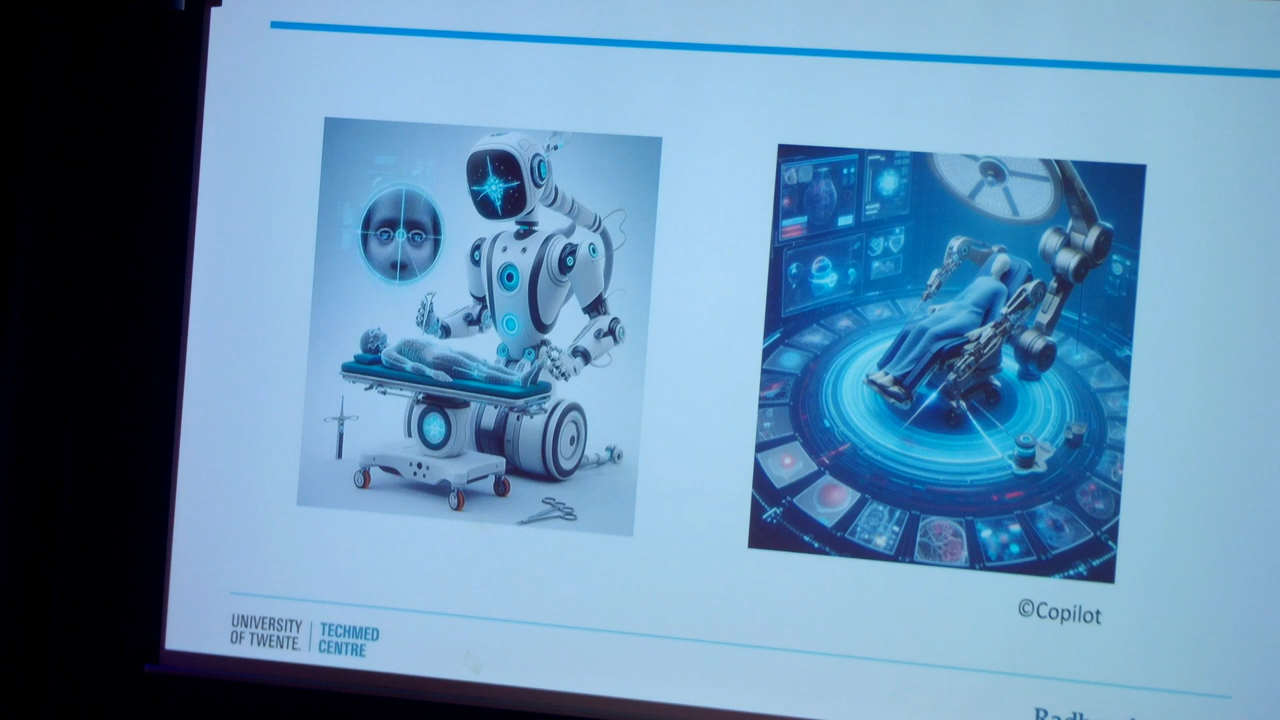 ©Copilot
UNIVERSITY
OF TWENTE.
TECHMED
CENTRE